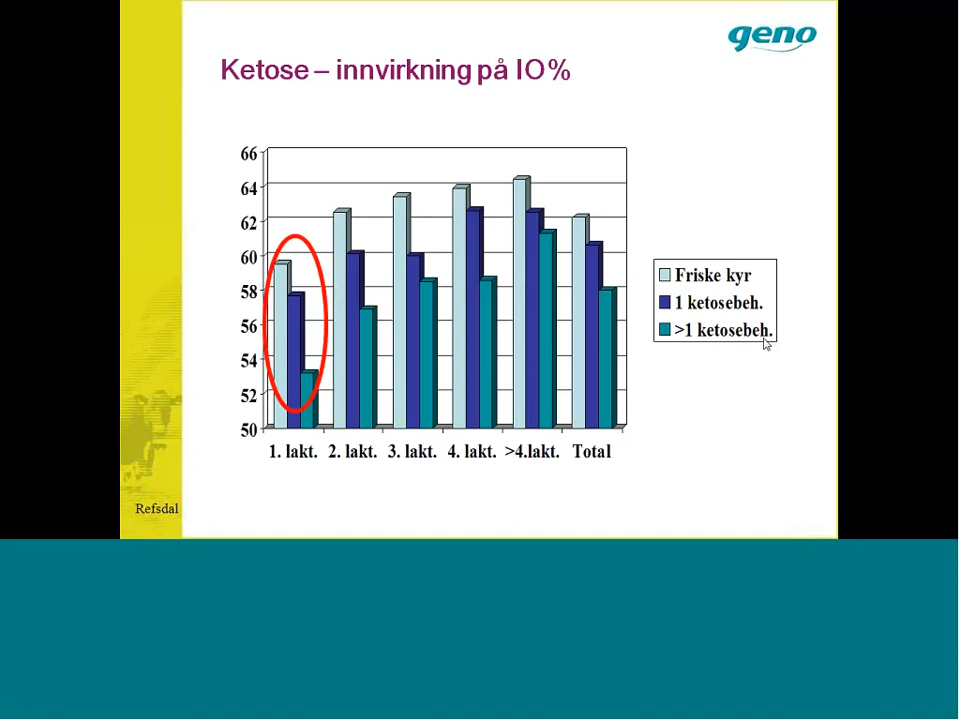 geno
Ketose – innvirkning på IO%
66
64
62
60
58
56
54
52
50
1. lakt. 2. lakt. 3. lakt. 4. lakt. >4.lakt. Total
Friske kyr
1 ketosebeh.
>1 ketosebeh.
Refsdal